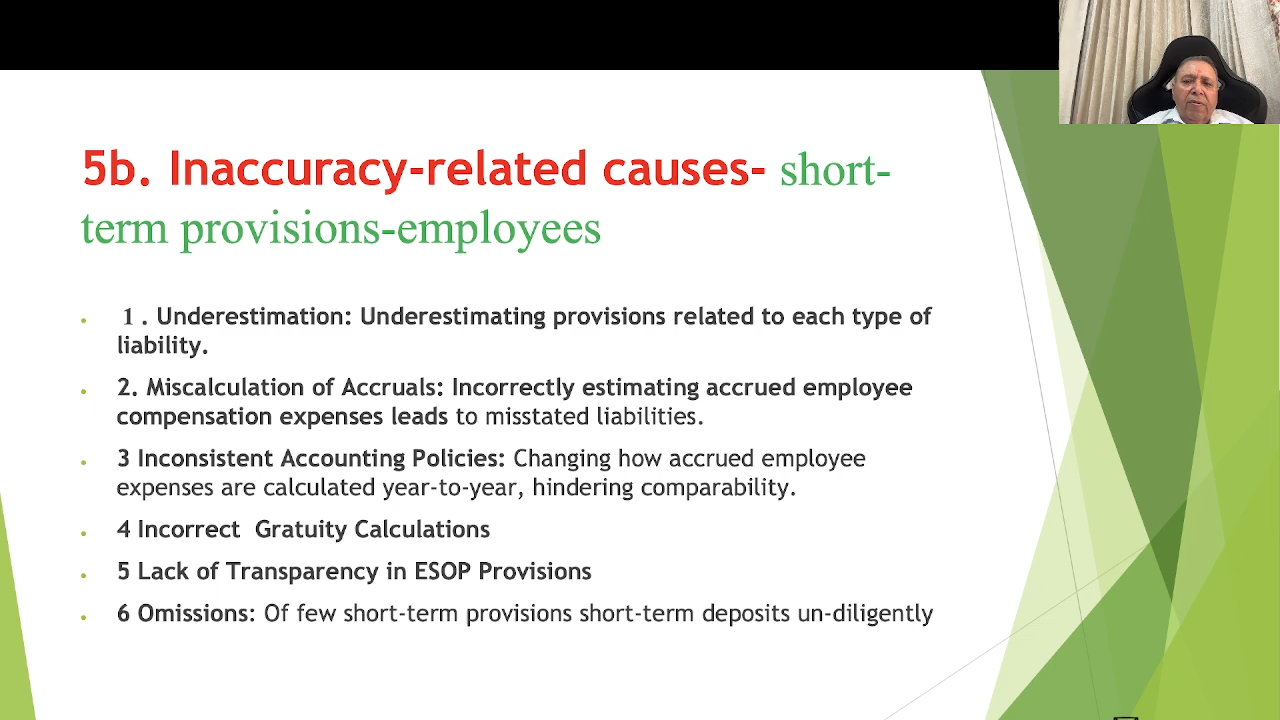 5b. Inaccuracy-related causes- short-
term provisions-employees
• 1 . Underestimation: Underestimating provisions related to each type of
liability.
• 2. Miscalculation of Accruals: Incorrectly estimating accrued employee
compensation expenses leads to misstated liabilities.
• 3 Inconsistent Accounting Policies: Changing how accrued employee
expenses are calculated year-to-year, hindering comparability.
• 4 Incorrect  Gratuity Calculations
• 5 Lack of Transparency in ESOP Provisions
• 6 Omissions: Of few short-term provisions short-term deposits un-diligently